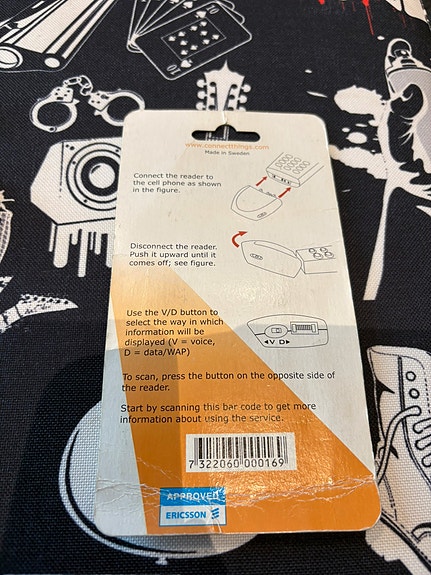 www.connectthings.com
Made in Sweden
Connect the reader to
the cell phone as shown
in the figure.
Disconnect the reader.
Push it upward until it
comes off; see figure.
Use the V/D button to
select the way in which
information will be
displayed (V = voice,
D = data/WAP)
◄V D►
To scan, press the button on the opposite side of
the reader.
Start by scanning this bar code to get more
information about using the service.
7 322060 000169
APPROVED
ERICSSON